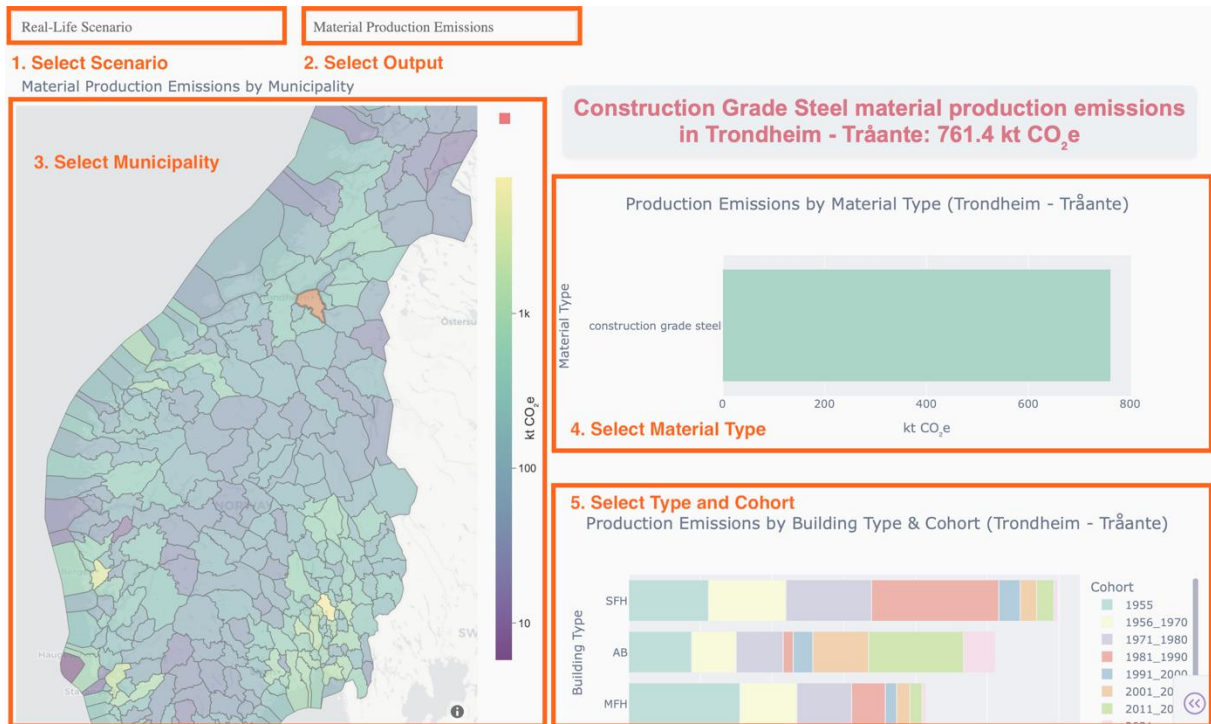 Real-Life Scenario
Material Production Emissions
1. Select Scenario
2. Select Output
Material Production Emissions by Municipality
3. Select Municipality
1k
100
10
kt CO₂e
NORWAY
Construction Grade Steel material production emissions
in Trondheim - Tråante: 761.4 kt CO₂e
Production Emissions by Material Type (Trondheim - Tråante)
Material Type
construction grade steel
0 200 400 600 800
kt CO₂e
4. Select Material Type
5. Select Type and Cohort
Production Emissions by Building Type & Cohort (Trondheim - Tråante)
Building Type
SFH
AB
MFH
Cohort
1955
1956_1970
1971_1980
1981_1990
1991_2000
2001_20
2011_20